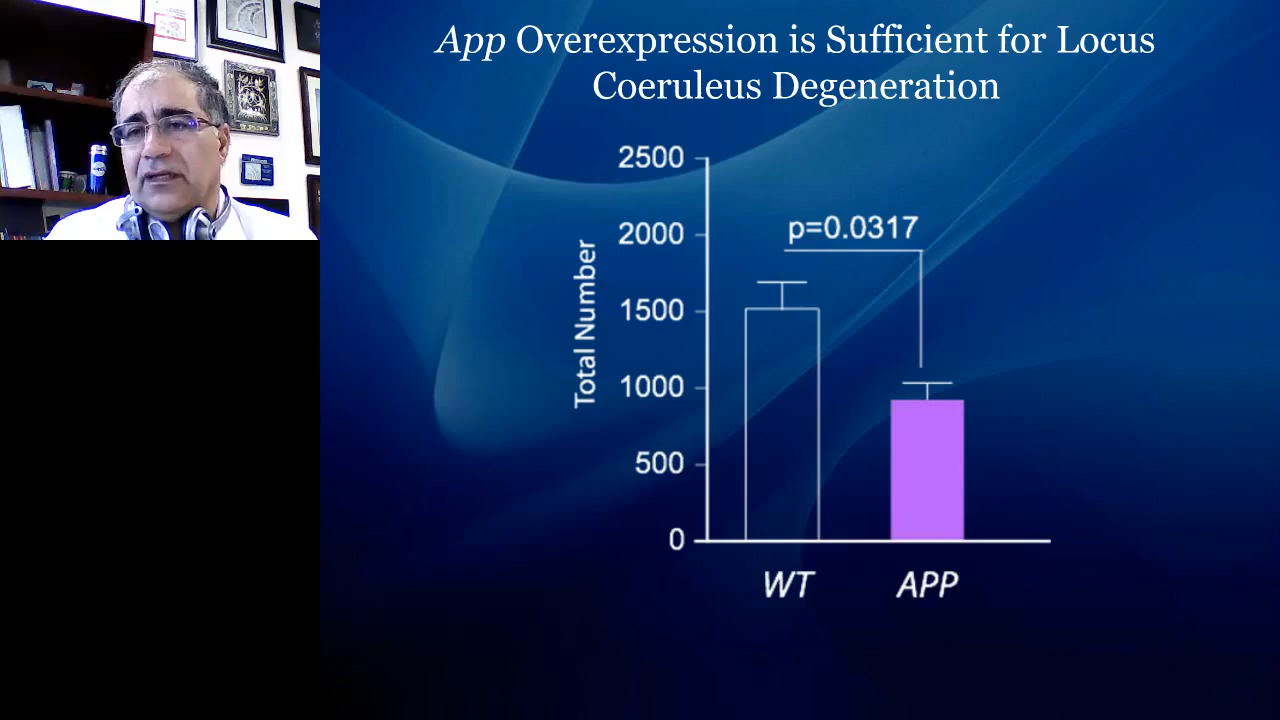 App Overexpression is Sufficient for Locus
Coeruleus Degeneration
2500
2000
1500
1000
500
0
Total Number
p=0.0317
WT
APP